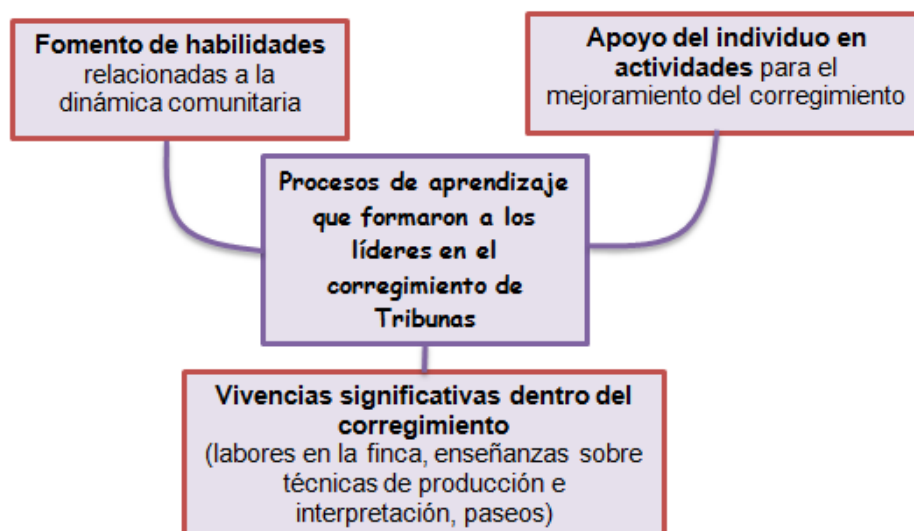 Fomento de habilidades
relacionadas a la
dinámica comunitaria
Apoyo del individuo en
actividades para el
mejoramiento del corregimiento
Procesos de aprendizaje
que formaron a los
líderes en el
corregimiento de
Tribunas
Vivencias significativas dentro del
corregimiento
(labores en la finca, enseñanzas sobre
técnicas de producción e
interpretación, paseos)